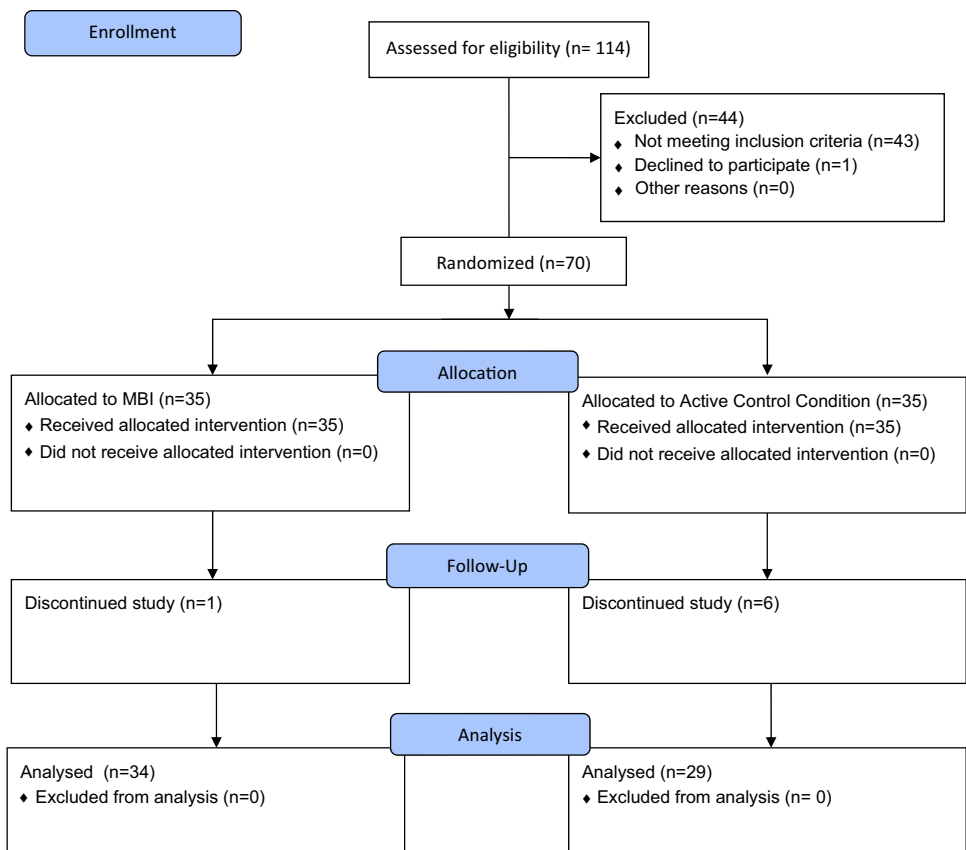 Enrollment
Assessed for eligibility (n= 114)
Excluded (n=44)
♦ Not meeting inclusion criteria (n=43)
♦ Declined to participate (n=1)
♦ Other reasons (n=0)
Randomized (n=70)
Allocation
Allocated to MBI (n=35)
♦ Received allocated intervention (n=35)
♦ Did not receive allocated intervention (n=0)
Allocated to Active Control Condition (n=35)
♦ Received allocated intervention (n=35)
♦ Did not receive allocated intervention (n=0)
Follow-Up
Discontinued study (n=1)
Discontinued study (n=6)
Analysis
Analysed  (n=34)
♦ Excluded from analysis (n=0)
Analysed (n=29)
♦ Excluded from analysis (n= 0)